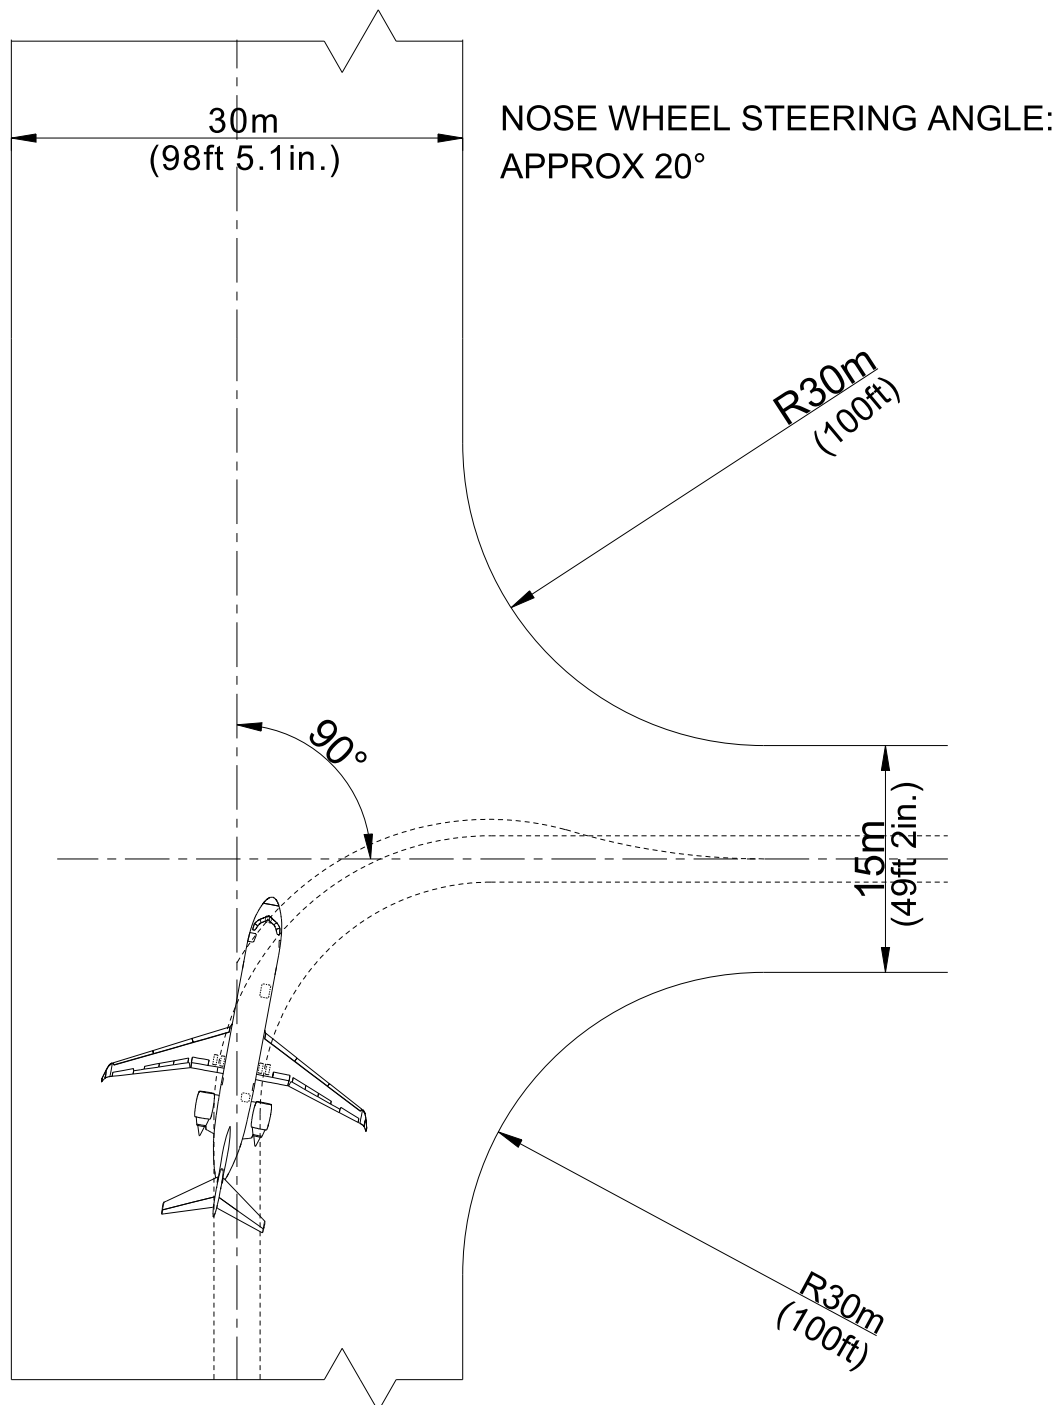 30m
(98ft 5.1in.)
NOSE WHEEL STEERING ANGLE:
APPROX 20°
R30m
(100ft)
90°
15m
(49ft 2in.)
R30m
(100ft)